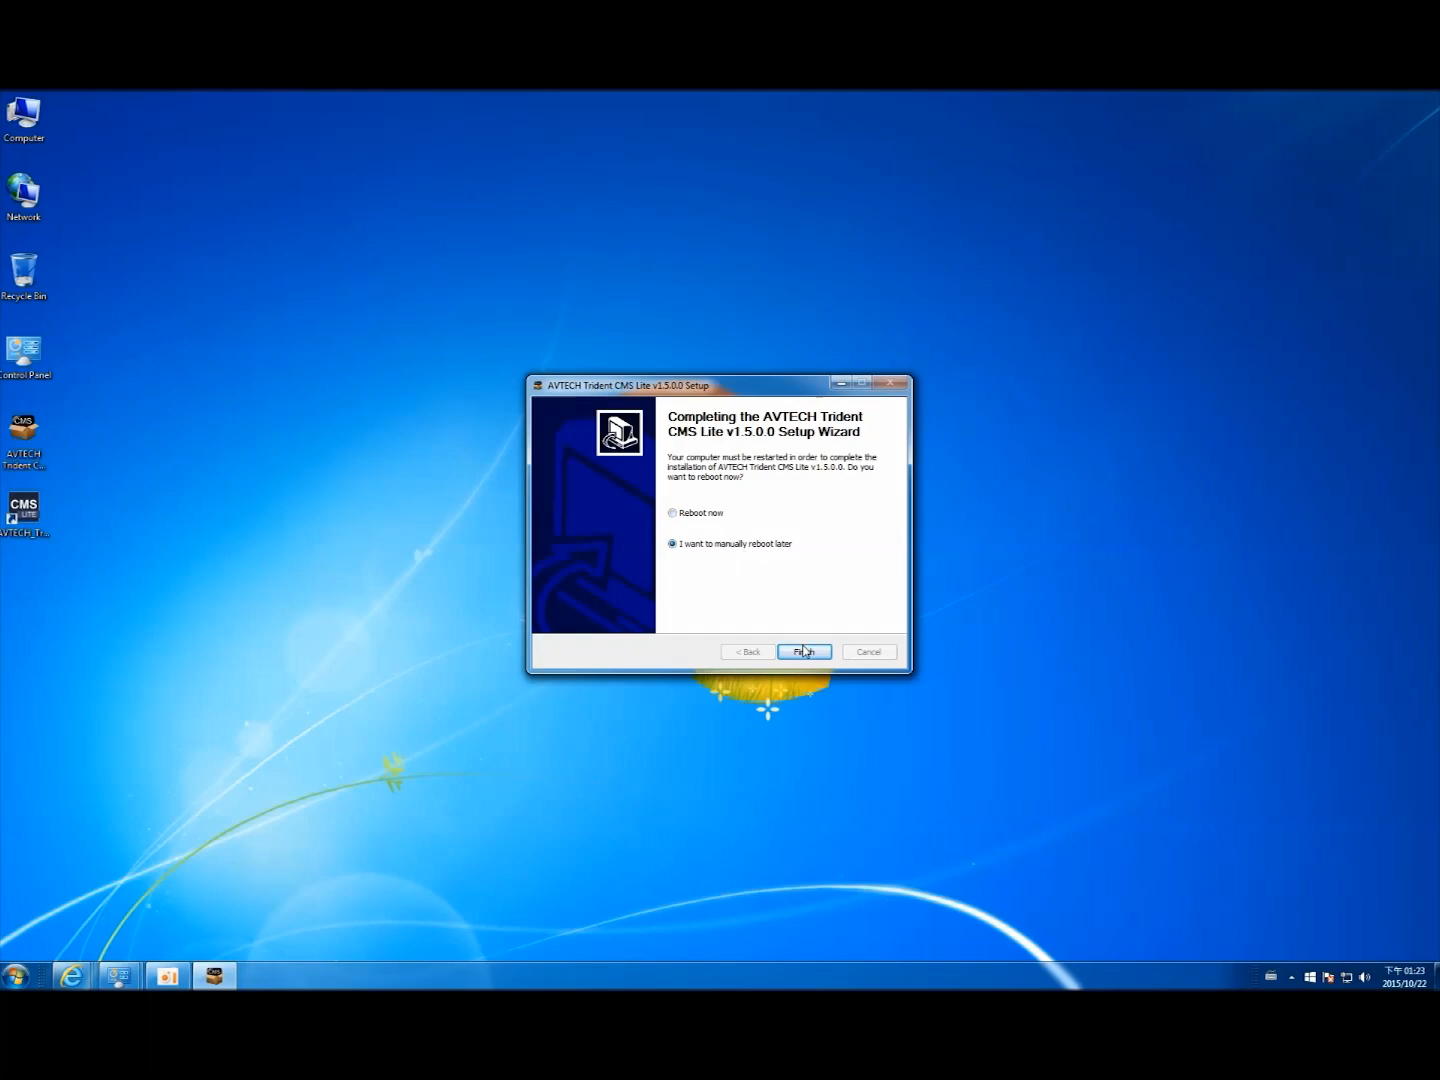 Computer
Network
Recycle Bin
Control Panel
CMS
AVTECH
Trident C...
CMS
LITE
AVTECH_Tr...
AVTECH Trident CMS Lite v1.5.0.0 Setup
Completing the AVTECH Trident
CMS Lite v1.5.0.0 Setup Wizard
Your computer must be restarted in order to complete the
installation of AVTECH Trident CMS Lite v1.5.0.0. Do you
want to reboot now?
Reboot now
I want to manually reboot later
< Back
Finish
Cancel
CMS
下午 01:23
2015/10/22